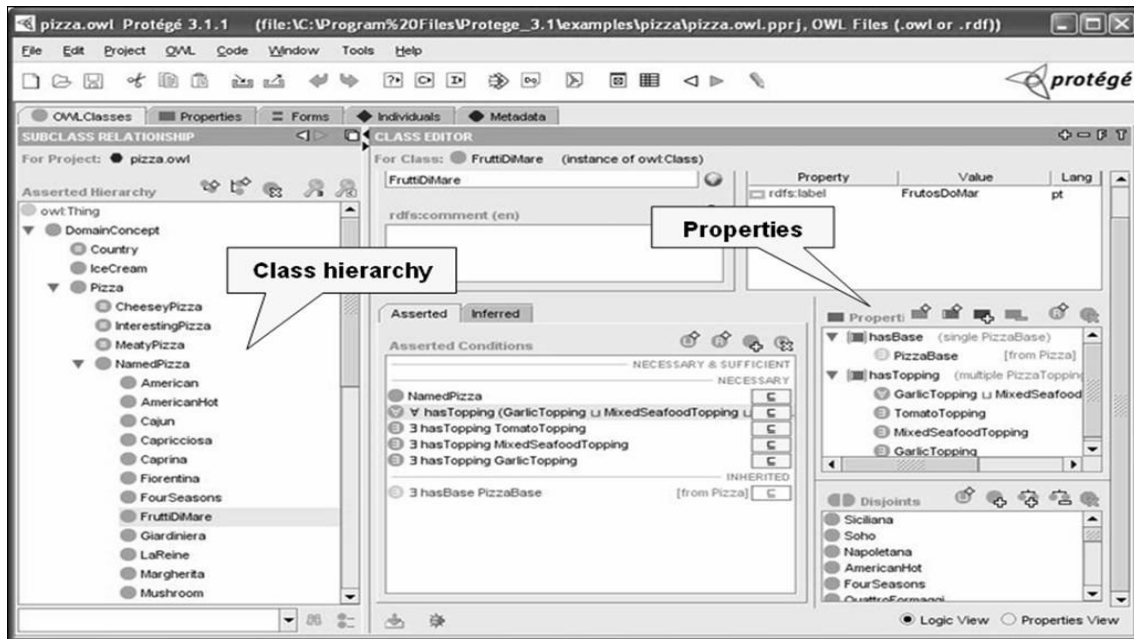 pizza.owl Protégé 3.1.1 (file:\C:\Program%20Files\Protege_3.1\examples\pizza\pizza.owl.pprj, OWL Files (.owl or .rdf))
File Edit Project OWL Code Window Tools Help
protégé
OWLClasses Properties Forms Individuals Metadata
SUBCLASS RELATIONSHIP
For Project: pizza.owl
Asserted Hierarchy
owl:Thing
DomainConcept
Country
IceCream
Pizza
CheeseyPizza
InterestingPizza
MeatyPizza
NamedPizza
American
AmericanHot
Cajun
Capricciosa
Caprina
Fiorentina
FourSeasons
FruttiDiMare
Giardiniera
LaReine
Margherita
Mushroom
Class hierarchy
CLASS EDITOR
For Class: FruttiDiMare (instance of owl:Class)
FruttiDiMare
rdfs:comment (en)
Property Value Lang
rdfs:label FrutosDoMar pt
Properties
Asserted Inferred
Asserted Conditions
NECESSARY & SUFFICIENT
NECESSARY
NamedPizza ⊑
∀ hasTopping (GarlicTopping ⊔ MixedSeafoodTopping ⊔ ⊑
∃ hasTopping TomatoTopping ⊑
∃ hasTopping MixedSeafoodTopping ⊑
∃ hasTopping GarlicTopping ⊑
INHERITED
∃ hasBase PizzaBase [from Pizza] ⊑
Properti
hasBase (single PizzaBase)
PizzaBase [from Pizza]
hasTopping (multiple PizzaTopping
GarlicTopping ⊔ MixedSeafood
TomatoTopping
MixedSeafoodTopping
GarlicTopping
Disjoints
Siciliana
Soho
Napoletana
AmericanHot
FourSeasons
QuattroFormaggi
Logic View Properties View